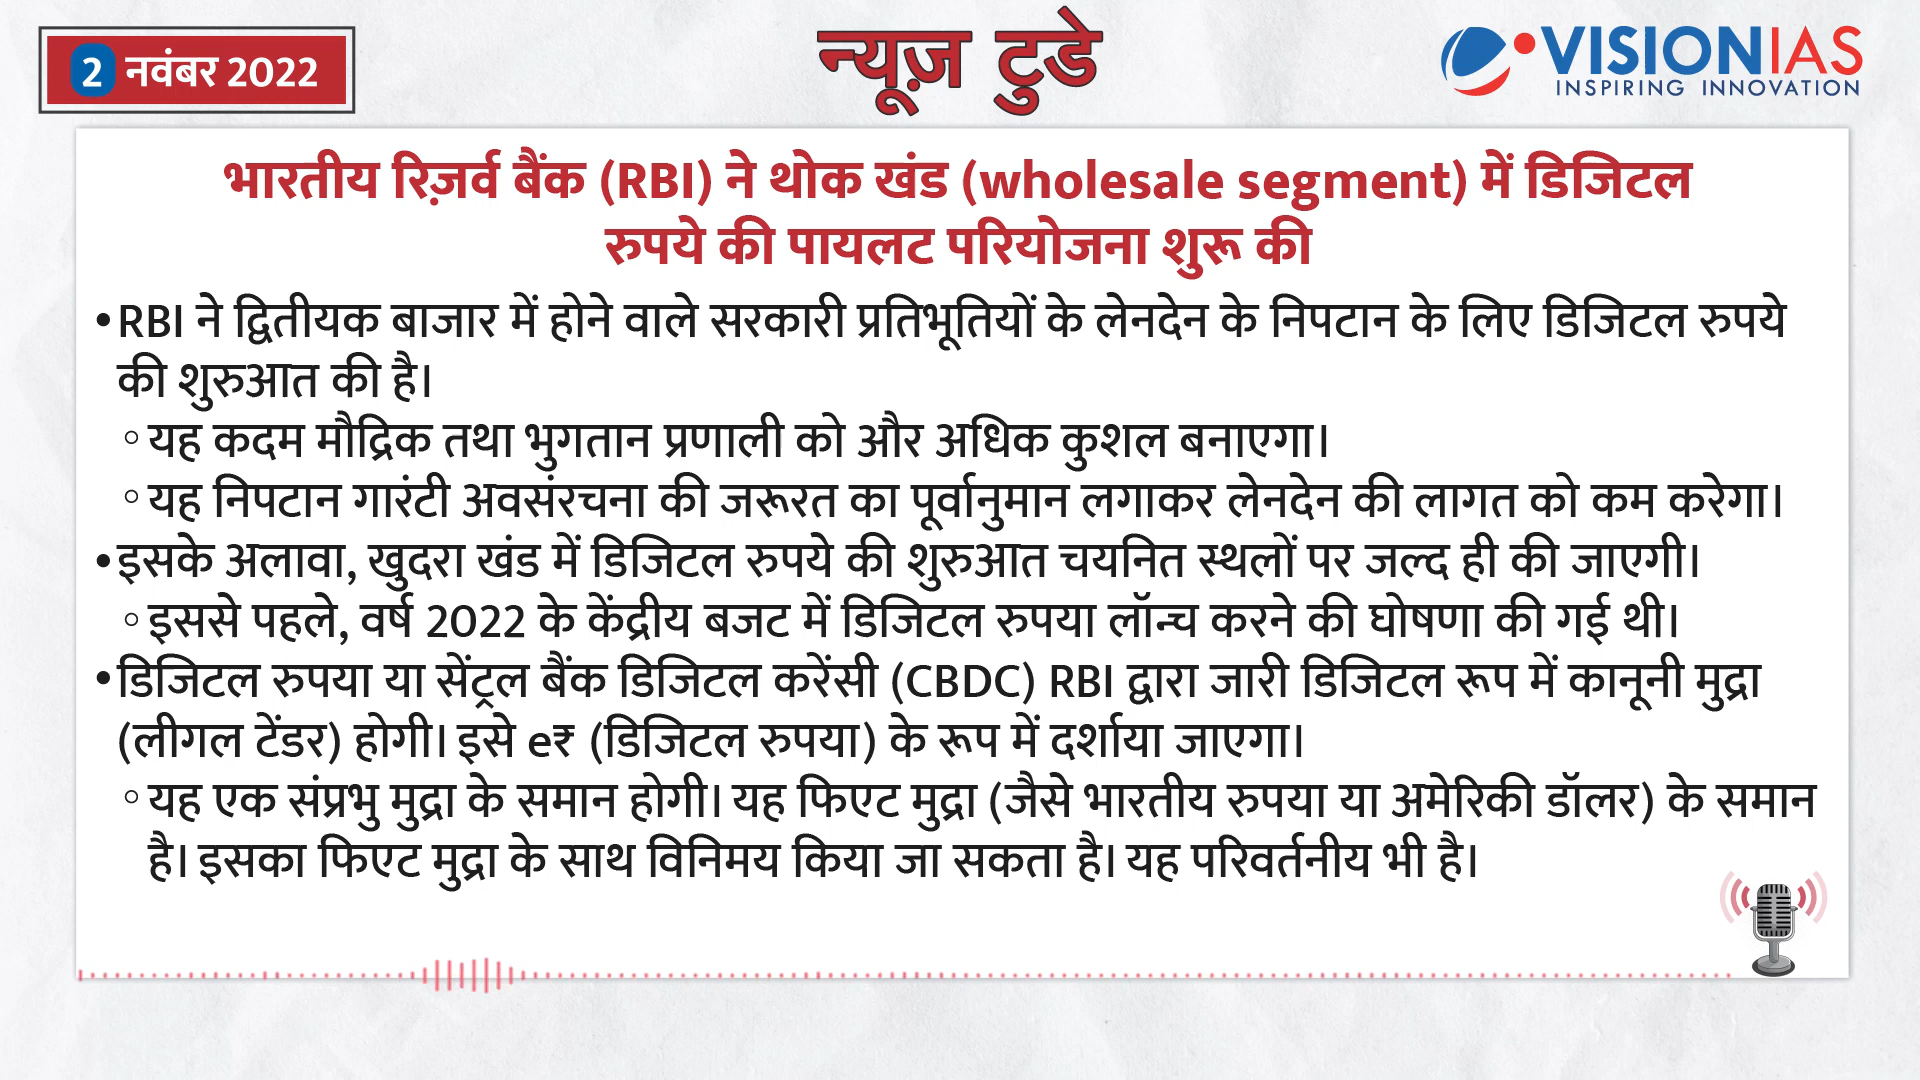 2 नवंबर 2022
न्यूज़ टुडे
VISIONIAS
INSPIRING INNOVATION
भारतीय रिज़र्व बैंक (RBI) ने थोक खंड (wholesale segment) में डिजिटल
रुपये की पायलट परियोजना शुरू की
•RBI ने द्वितीयक बाजार में होने वाले सरकारी प्रतिभूतियों के लेनदेन के निपटान के लिए डिजिटल रुपये
की शुरुआत की है।
◦यह कदम मौद्रिक तथा भुगतान प्रणाली को और अधिक कुशल बनाएगा।
◦यह निपटान गारंटी अवसंरचना की जरूरत का पूर्वानुमान लगाकर लेनदेन की लागत को कम करेगा।
•इसके अलावा, खुदरा खंड में डिजिटल रुपये की शुरुआत चयनित स्थलों पर जल्द ही की जाएगी।
◦इससे पहले, वर्ष 2022 के केंद्रीय बजट में डिजिटल रुपया लॉन्च करने की घोषणा की गई थी।
•डिजिटल रुपया या सेंट्रल बैंक डिजिटल करेंसी (CBDC) RBI द्वारा जारी डिजिटल रूप में कानूनी मुद्रा
(लीगल टेंडर) होगी। इसे e₹ (डिजिटल रुपया) के रूप में दर्शाया जाएगा।
◦यह एक संप्रभु मुद्रा के समान होगी। यह फिएट मुद्रा (जैसे भारतीय रुपया या अमेरिकी डॉलर) के समान
है। इसका फिएट मुद्रा के साथ विनिमय किया जा सकता है। यह परिवर्तनीय भी है।